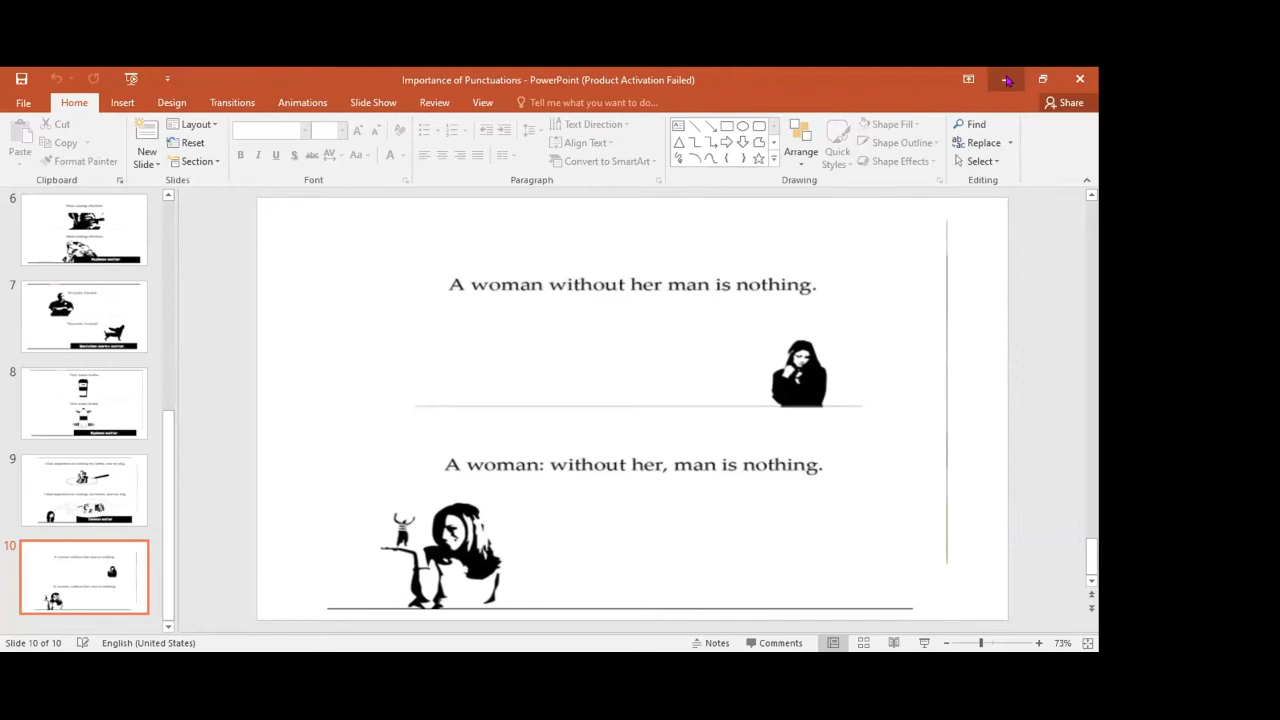 Importance of Punctuations - PowerPoint (Product Activation Failed)
File Home Insert Design Transitions Animations Slide Show Review View Tell me what you want to do... Share
Paste
Cut
Copy
Format Painter
Clipboard
New Slide
Layout
Reset
Section
Slides
B I U S abc AV Aa A
Font
Text Direction
Align Text
Convert to SmartArt
Paragraph
Arrange
Quick Styles
Shape Fill
Shape Outline
Shape Effects
Drawing
Find
Replace
Select
Editing
6
7
8
9
10
A woman without her man is nothing.
A woman: without her, man is nothing.
Slide 10 of 10 English (United States) Notes Comments 73%